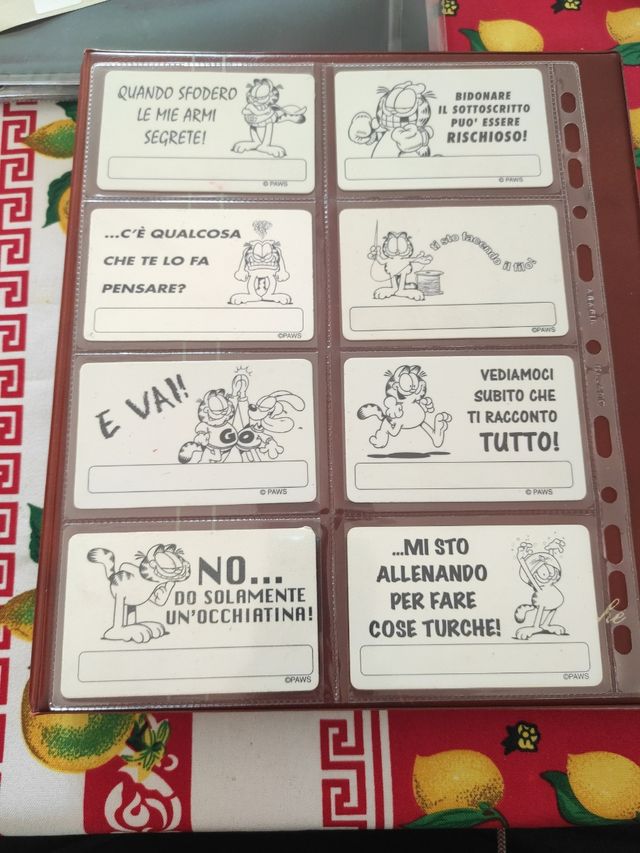 QUANDO SFODERO
LE MIE ARMI
SEGRETE!
© PAWS
BIDONARE
IL SOTTOSCRITTO
PUO' ESSERE
RISCHIOSO!
© PAWS
...C'È QUALCOSA
CHE TE LO FA
PENSARE?
©PAWS
ti sto facendo il filo?
©PAWS
E VAI!
GO
© PAWS
VEDIAMOCI
SUBITO CHE
TI RACCONTO
TUTTO!
© PAWS
NO...
DO SOLAMENTE
UN'OCCHIATINA!
©PAWS
...MI STO
ALLENANDO
PER FARE
COSE TURCHE!
©PAWS